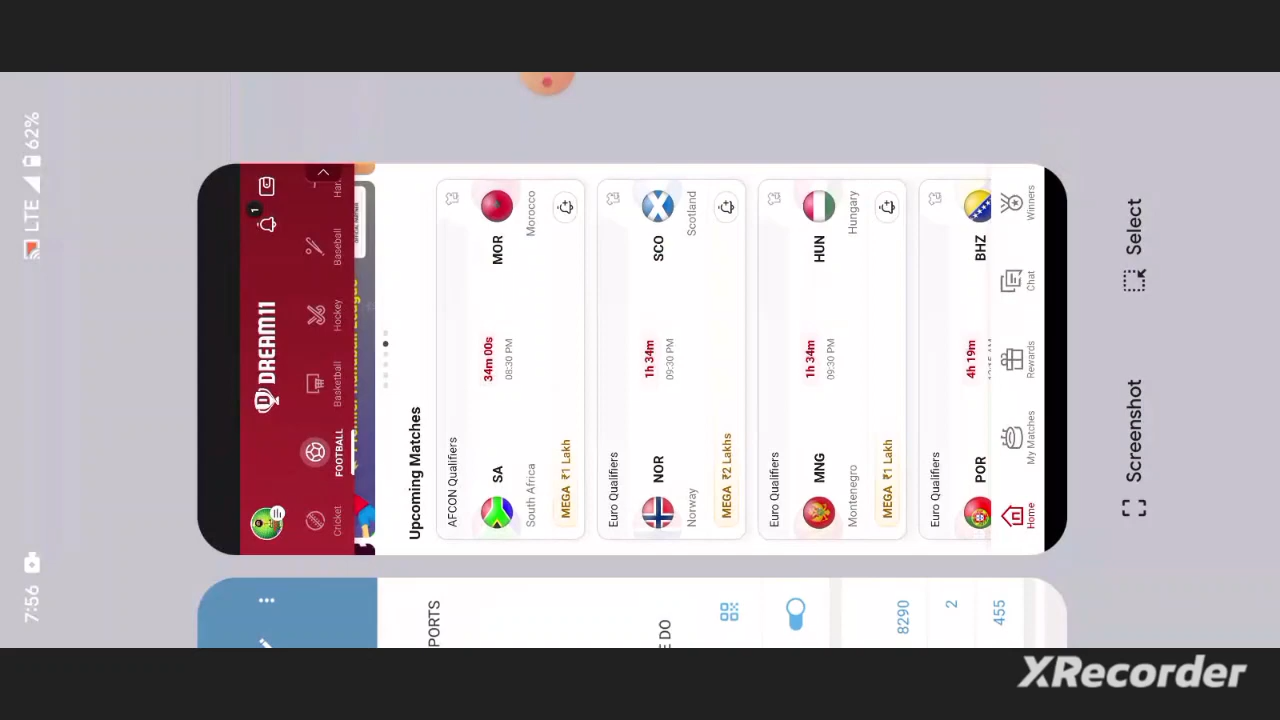 7:56
LTE 62%
DREAM11
1
Cricket
FOOTBALL
Basketball
Hockey
Baseball
Han
Upcoming Matches
AFCON Qualifiers
SA
34m 00s
MOR
South Africa
08:30 PM
Morocco
MEGA ₹1 Lakh
Euro Qualifiers
NOR
1h 34m
SCO
Norway
09:30 PM
Scotland
MEGA ₹2 Lakhs
Euro Qualifiers
MNG
1h 34m
HUN
Montenegro
09:30 PM
Hungary
MEGA ₹1 Lakh
Euro Qualifiers
POR
4h 19m
BHZ
Home
My Matches
Rewards
Chat
Winners
PORTS
E DO
8290
2
455
Screenshot
Select
XRecorder